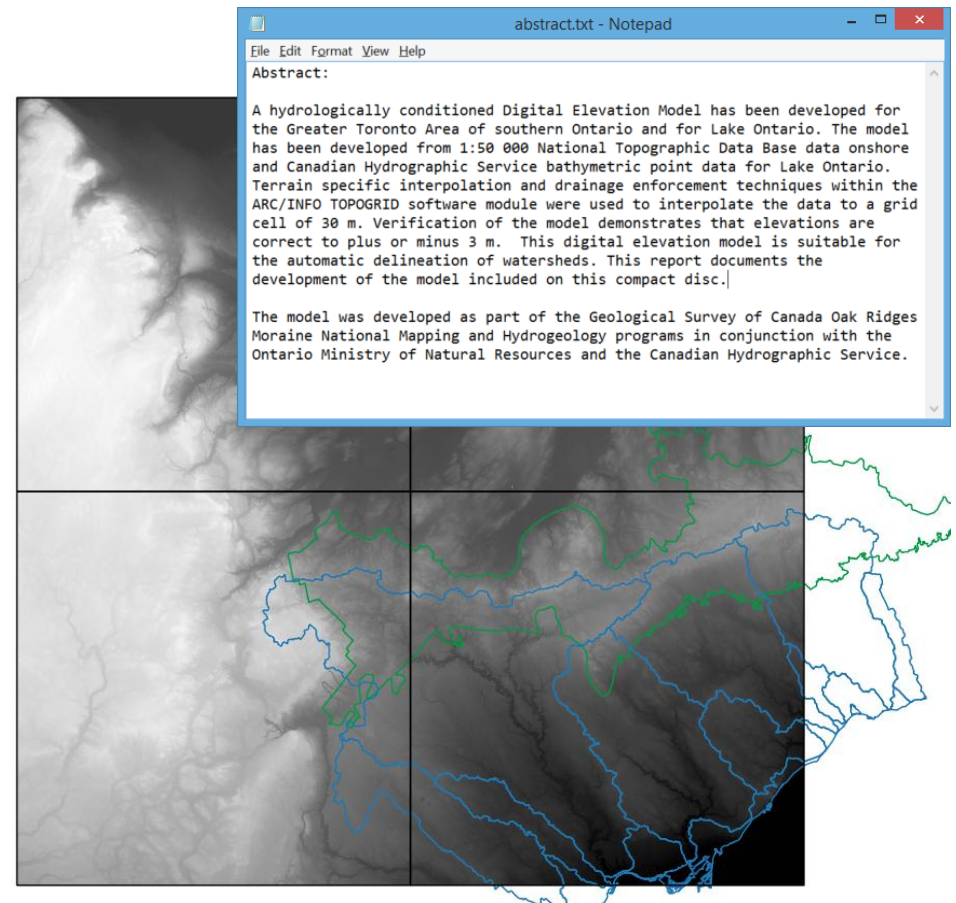 abstract.txt - Notepad
File Edit Format View Help
Abstract:
A hydrologically conditioned Digital Elevation Model has been developed for
the Greater Toronto Area of southern Ontario and for Lake Ontario. The model
has been developed from 1:50 000 National Topographic Data Base data onshore
and Canadian Hydrographic Service bathymetric point data for Lake Ontario.
Terrain specific interpolation and drainage enforcement techniques within the
ARC/INFO TOPOGRID software module were used to interpolate the data to a grid
cell of 30 m. Verification of the model demonstrates that elevations are
correct to plus or minus 3 m.  This digital elevation model is suitable for
the automatic delineation of watersheds. This report documents the
development of the model included on this compact disc.
The model was developed as part of the Geological Survey of Canada Oak Ridges
Moraine National Mapping and Hydrogeology programs in conjunction with the
Ontario Ministry of Natural Resources and the Canadian Hydrographic Service.